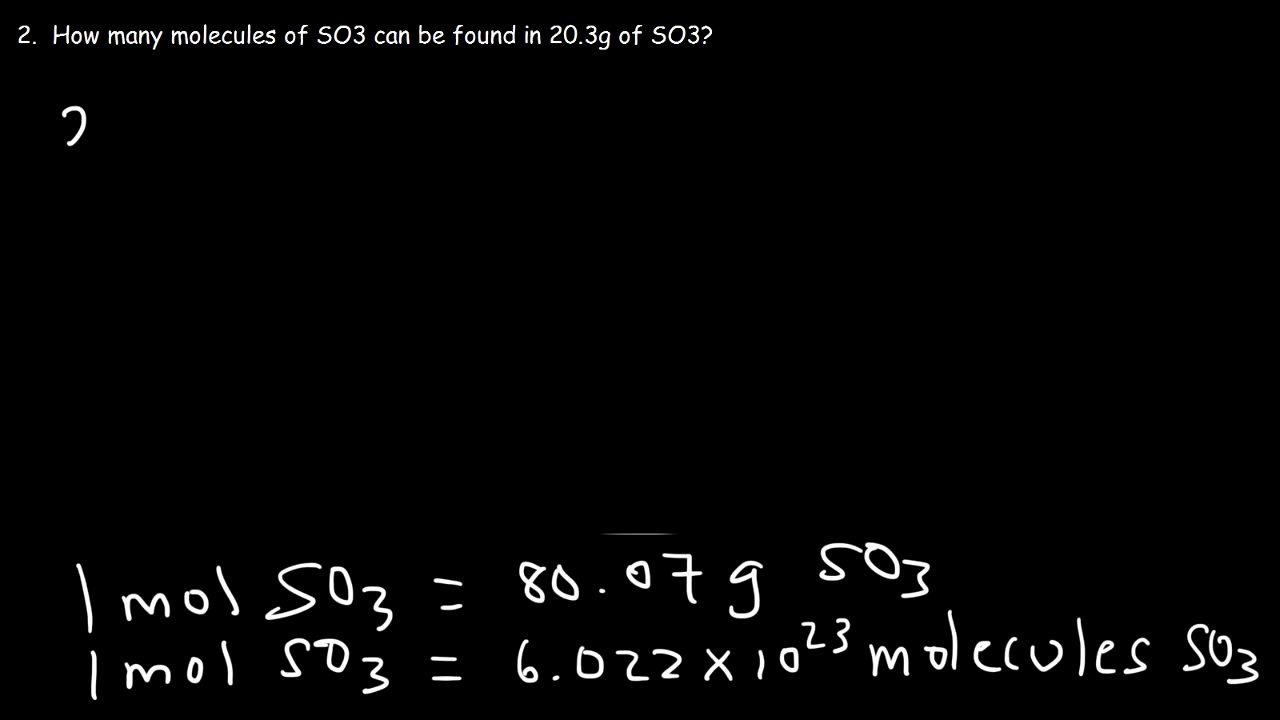 2. How many molecules of SO3 can be found in 20.3g of SO3?
1 mol SO3 = 80.07 g SO3
1 mol SO3 = 6.022 x 10^23 molecules SO3